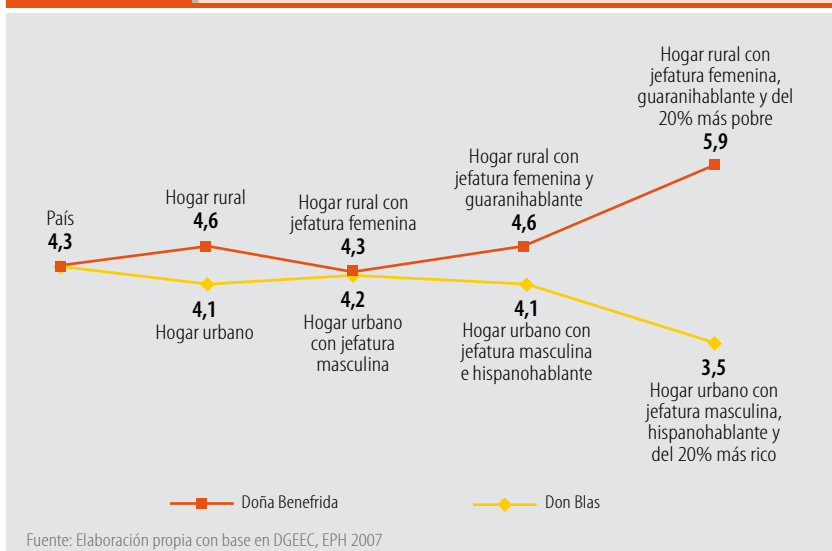 País
4,3
Hogar rural
4,6
Hogar rural con
jefatura femenina
4,3
Hogar rural con
jefatura femenina y
guaranihablante
4,6
Hogar rural con
jefatura femenina,
guaranihablante y del
20% más pobre
5,9
4,1
Hogar urbano
4,2
Hogar urbano
con jefatura
masculina
4,1
Hogar urbano con
jefatura masculina
e hispanohablante
3,5
Hogar urbano con
jefatura masculina,
hispanohablante y
del 20% más rico
Doña Benefrida
Don Blas
Fuente: Elaboración propia con base en DGEEC, EPH 2007